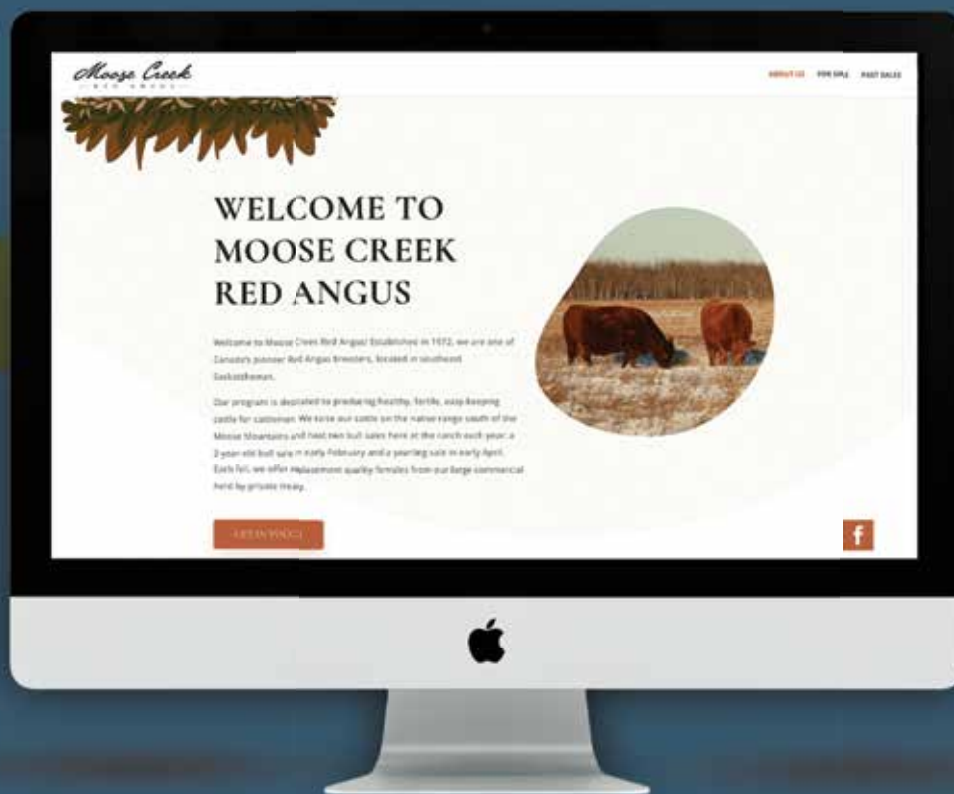 Moose Creek
RED ANGUS
ABOUT US FOR SALE PAST SALES
WELCOME TO
MOOSE CREEK
RED ANGUS
Welcome to Moose Creek Red Angus! Established in 1972, we are one of
Canada's pioneer Red Angus Breeders, located in southeast
Saskatchewan.
Our program is dedicated to producing healthy, fertile, easy-keeping
cattle for cattlemen. We raise our cattle on the native range south of the
Moose Mountains and host two bull sales here at the ranch each year: a
2-year-old bull sale in early February and a yearling sale in early April.
Each fall, we offer replacement quality females from our large commercial
herd by private treaty.
GET IN TOUCH
f